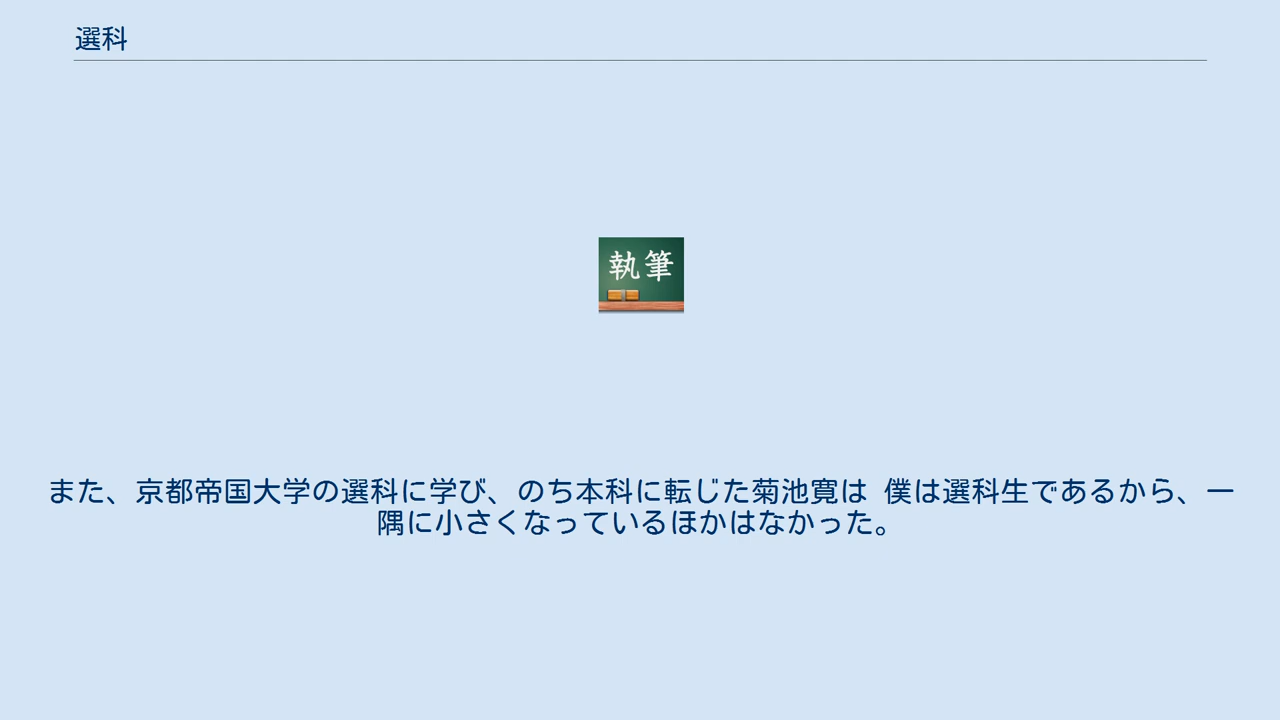 選科
執筆
また、京都帝国大学の選科に学び、のち本科に転じた菊池寛は 僕は選科生であるから、一
隅に小さくなっているほかはなかった。